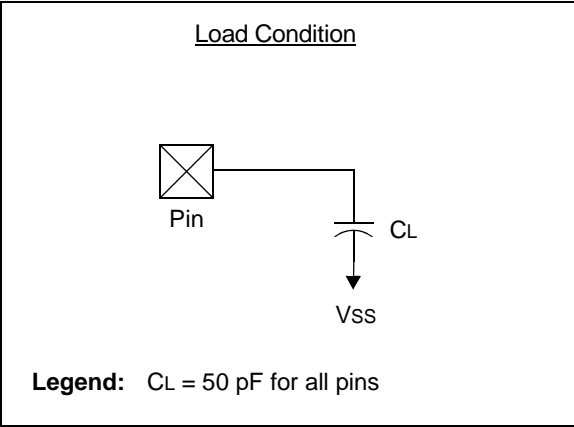 Load Condition
Pin
CL
VSS
Legend: CL = 50 pF for all pins